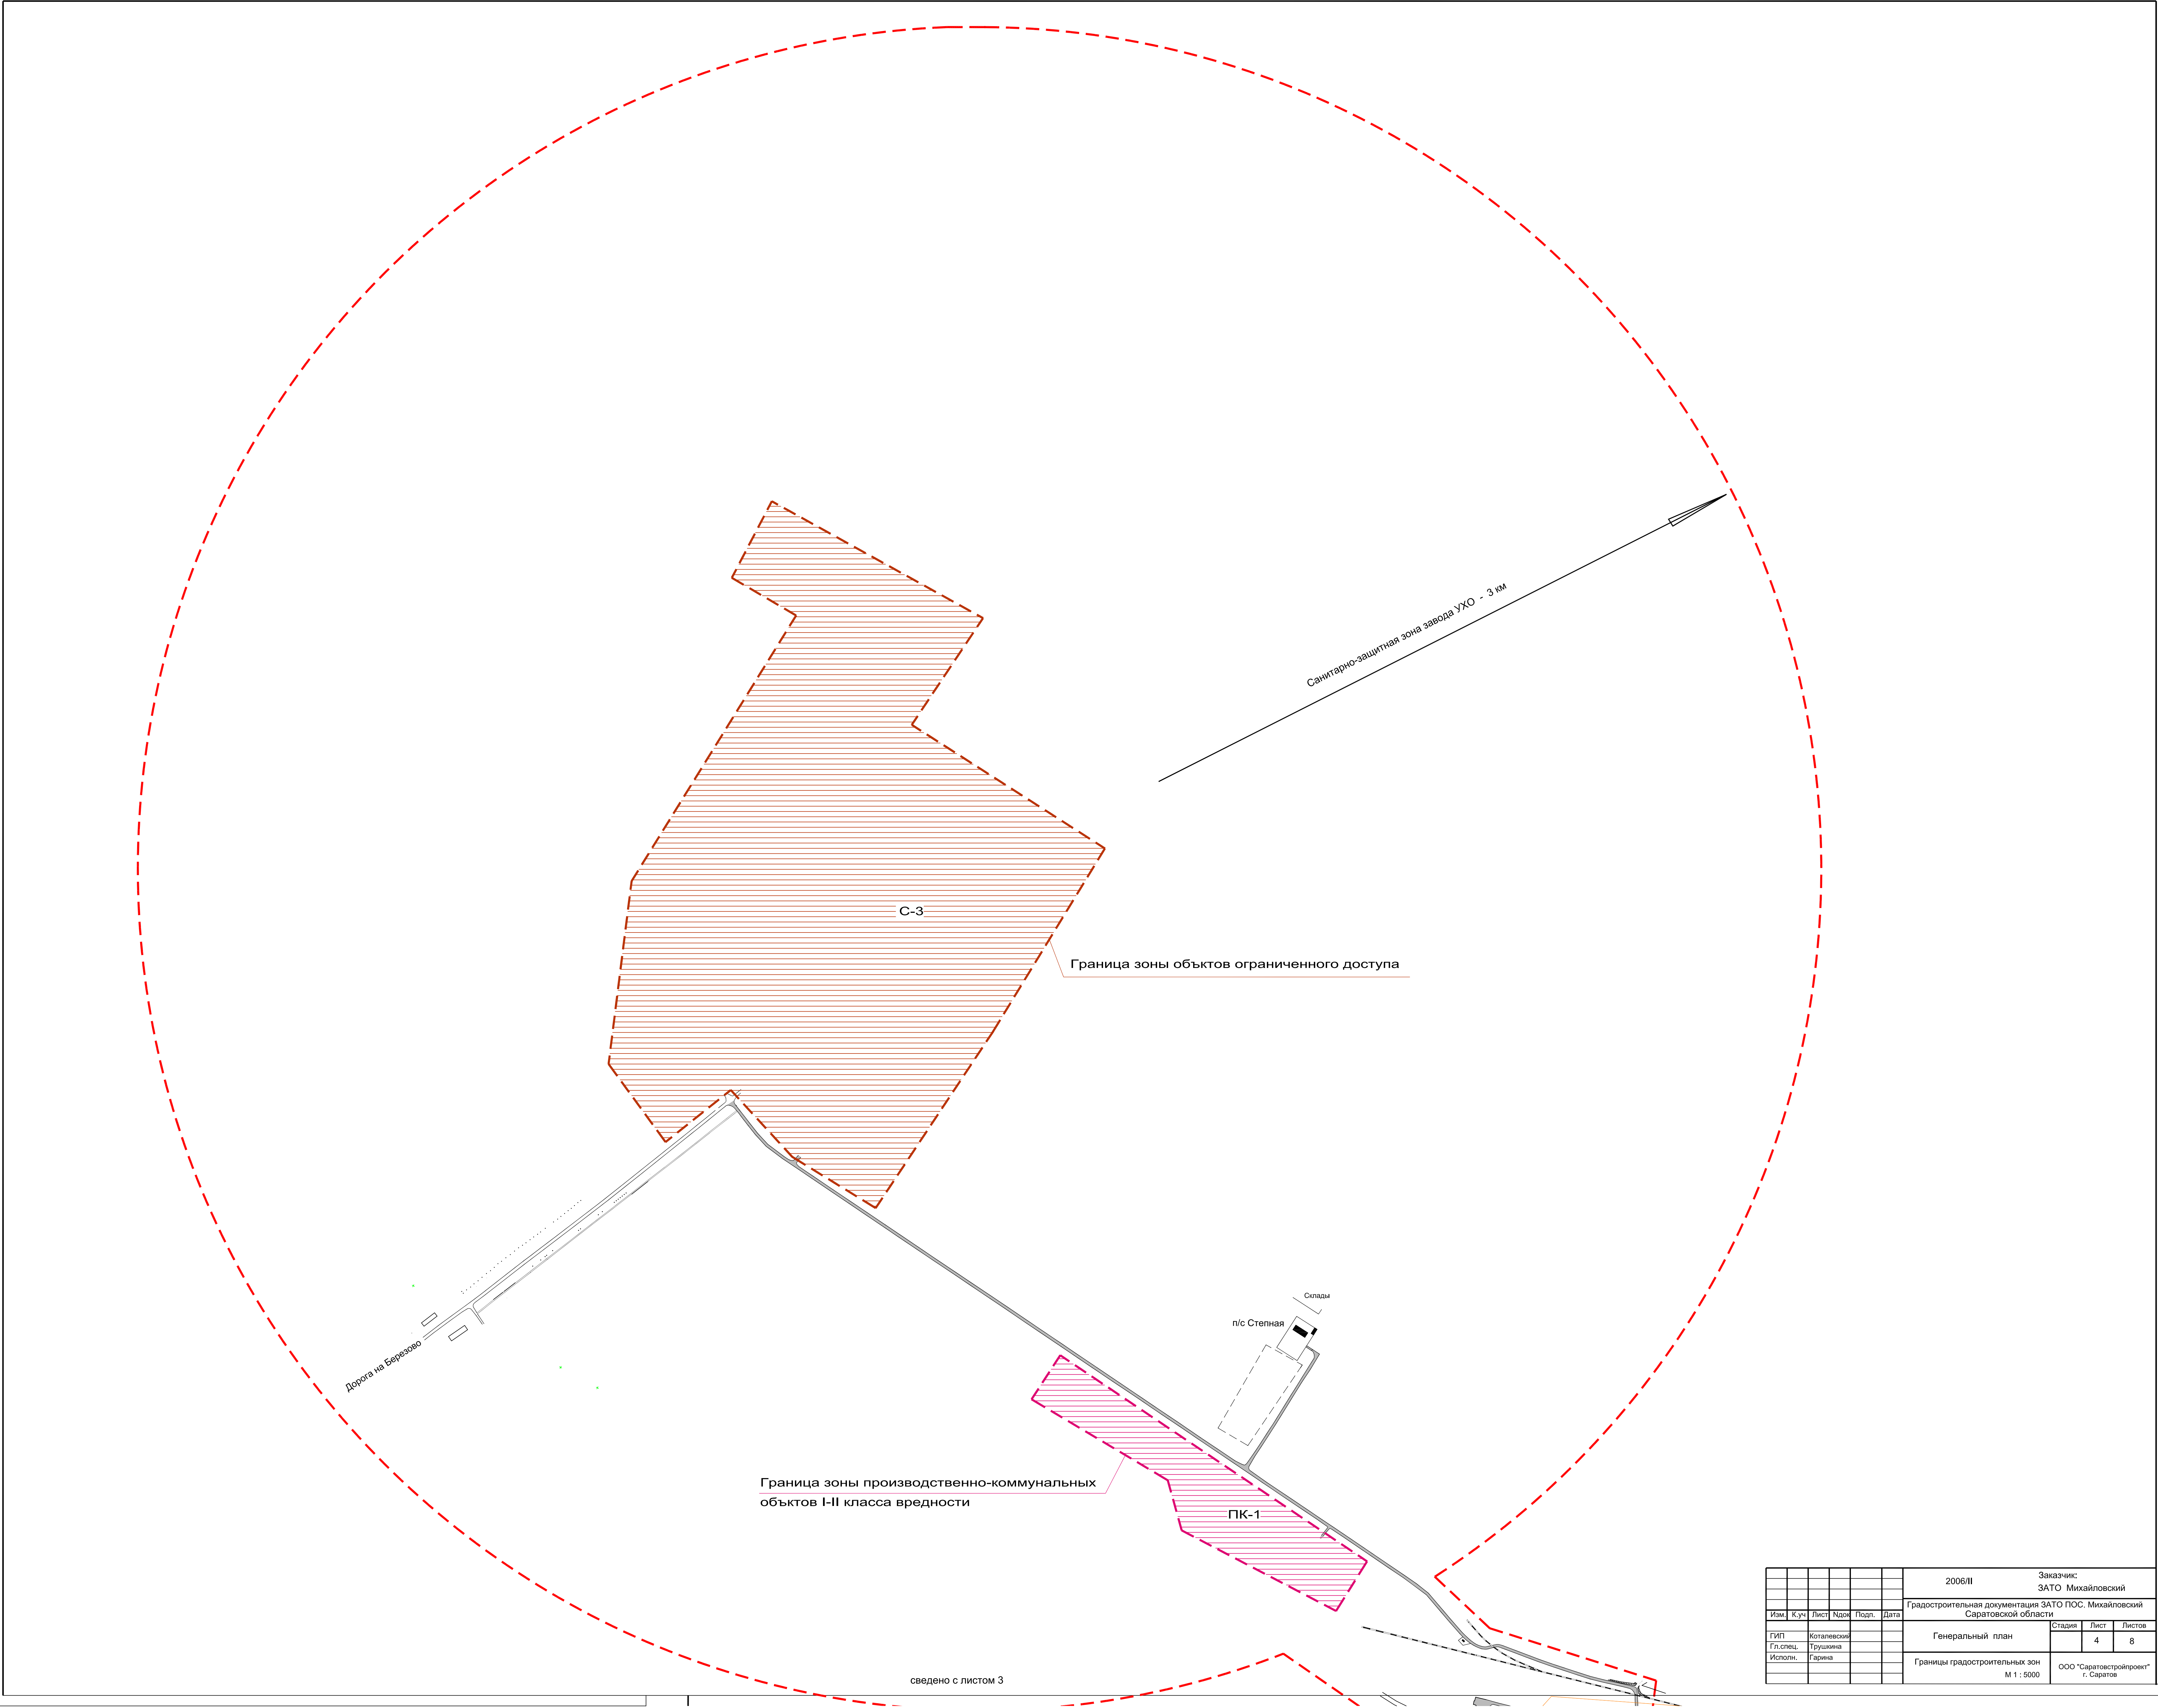 Санитарно-защитная зона завода УХО - 3 км
С-3
Граница зоны объктов ограниченного доступа
Склады
п/с Степная
Дорога на Березово
Граница зоны производственно-коммунальных
объктов I-II класса вредности
ПК-1
сведено с листом 3
2006/II
Заказчик:
ЗАТО Михайловский
Градостроительная документация ЗАТО ПОС. Михайловский
Саратовской области
Изм. К.уч Лист Nдок Подп. Дата
Генеральный план
Стадия Лист Листов
4 8
ГИП Коталевский
Гл.спец. Трушкина
Исполн. Гарина
Границы градостроительных зон
М 1 : 5000
ООО "Саратовстройпроект"
г. Саратов